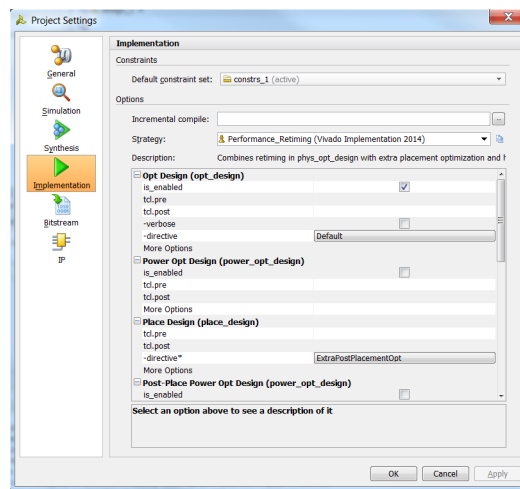 Project Settings
General
Simulation
Synthesis
Implementation
Bitstream
IP
Implementation
Constraints
Default constraint set: constrs_1 (active)
Options
Incremental compile:
Strategy: Performance_Retiming (Vivado Implementation 2014)
Description: Combines retiming in phys_opt_design with extra placement optimization and h
Opt Design (opt_design)
is_enabled
tcl.pre
tcl.post
-verbose
-directive Default
More Options
Power Opt Design (power_opt_design)
is_enabled
tcl.pre
tcl.post
More Options
Place Design (place_design)
tcl.pre
tcl.post
-directive* ExtraPostPlacementOpt
More Options
Post-Place Power Opt Design (power_opt_design)
is_enabled
Select an option above to see a description of it
OK Cancel Apply